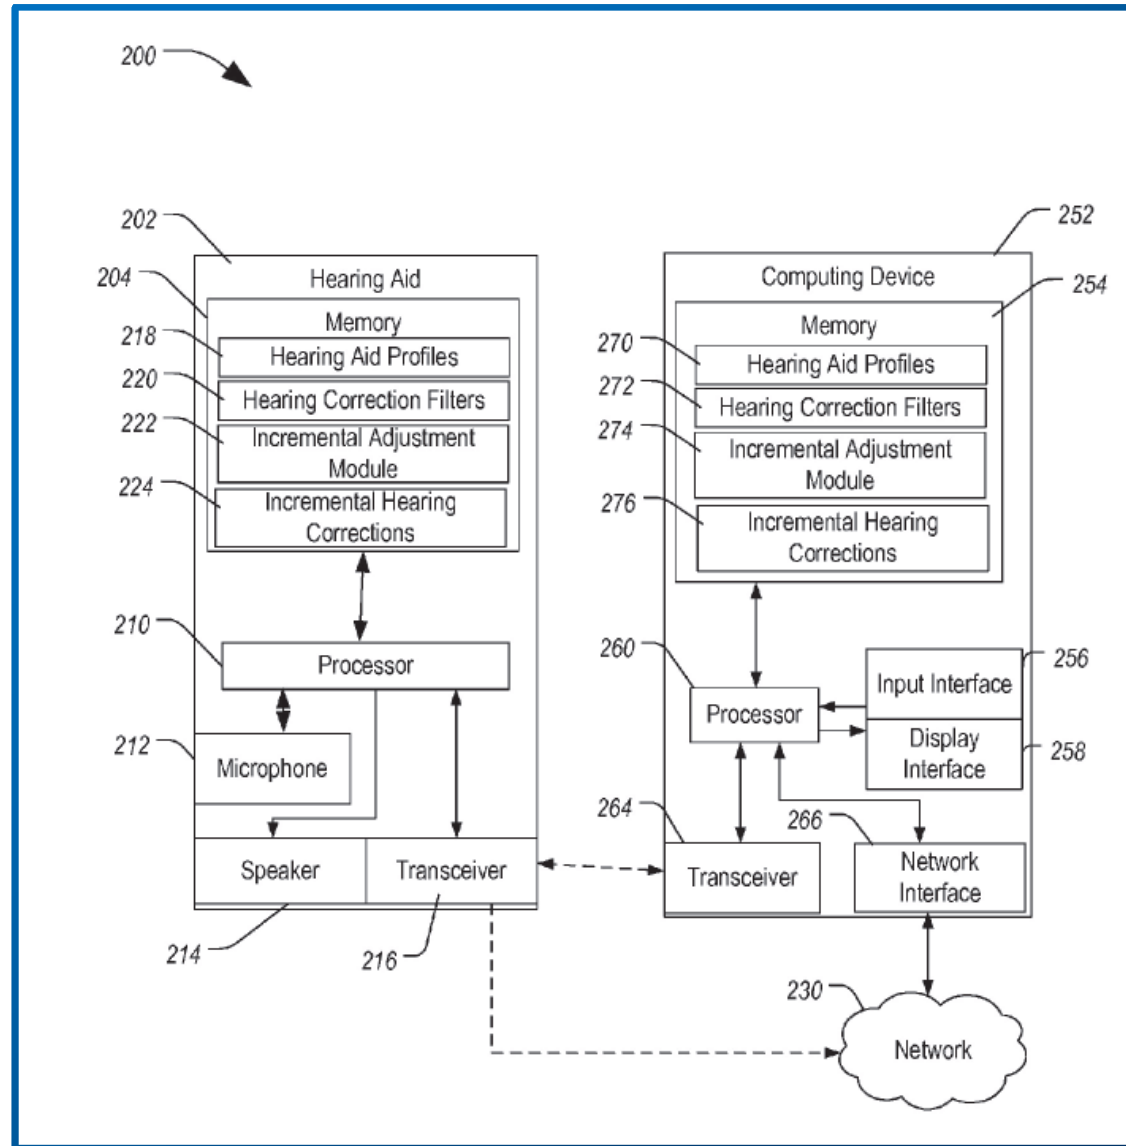 200
202
204
Hearing Aid
Memory
218
Hearing Aid Profiles
220
Hearing Correction Filters
222
Incremental Adjustment
Module
224
Incremental Hearing
Corrections
210
Processor
212
Microphone
Speaker
Transceiver
214
216
252
Computing Device
254
Memory
270
Hearing Aid Profiles
272
Hearing Correction Filters
274
Incremental Adjustment
Module
276
Incremental Hearing
Corrections
260
Processor
256
Input Interface
Display
Interface
258
264
Transceiver
266
Network
Interface
230
Network